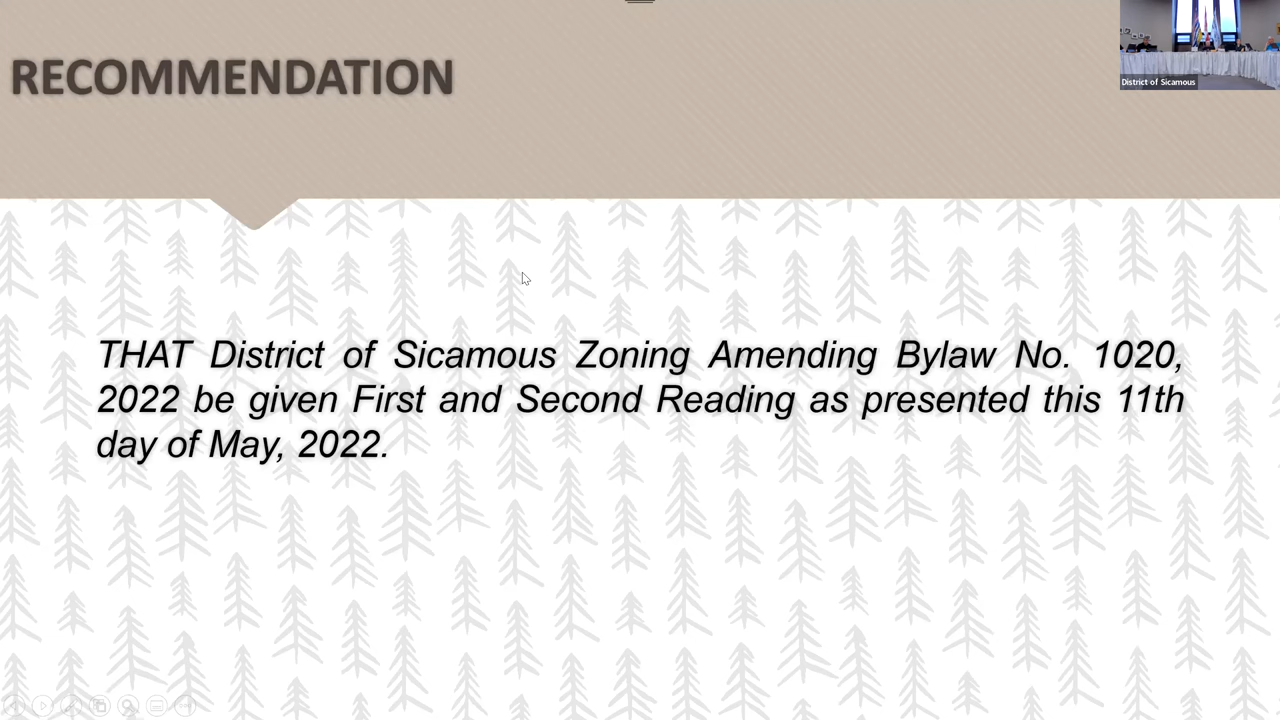 RECOMMENDATION
District of Sicamous
THAT District of Sicamous Zoning Amending Bylaw No. 1020,
2022 be given First and Second Reading as presented this 11th
day of May, 2022.